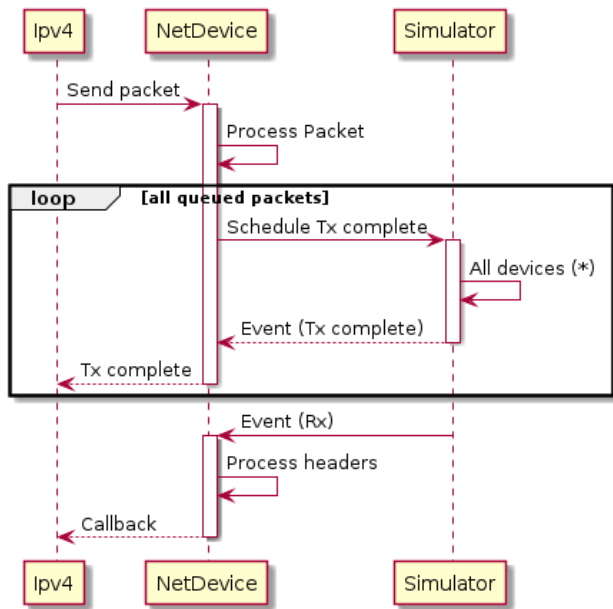 Ipv4 NetDevice Simulator
Send packet
Process Packet
loop [all queued packets]
Schedule Tx complete
All devices (*)
Event (Tx complete)
Tx complete
Event (Rx)
Process headers
Callback
Ipv4 NetDevice Simulator